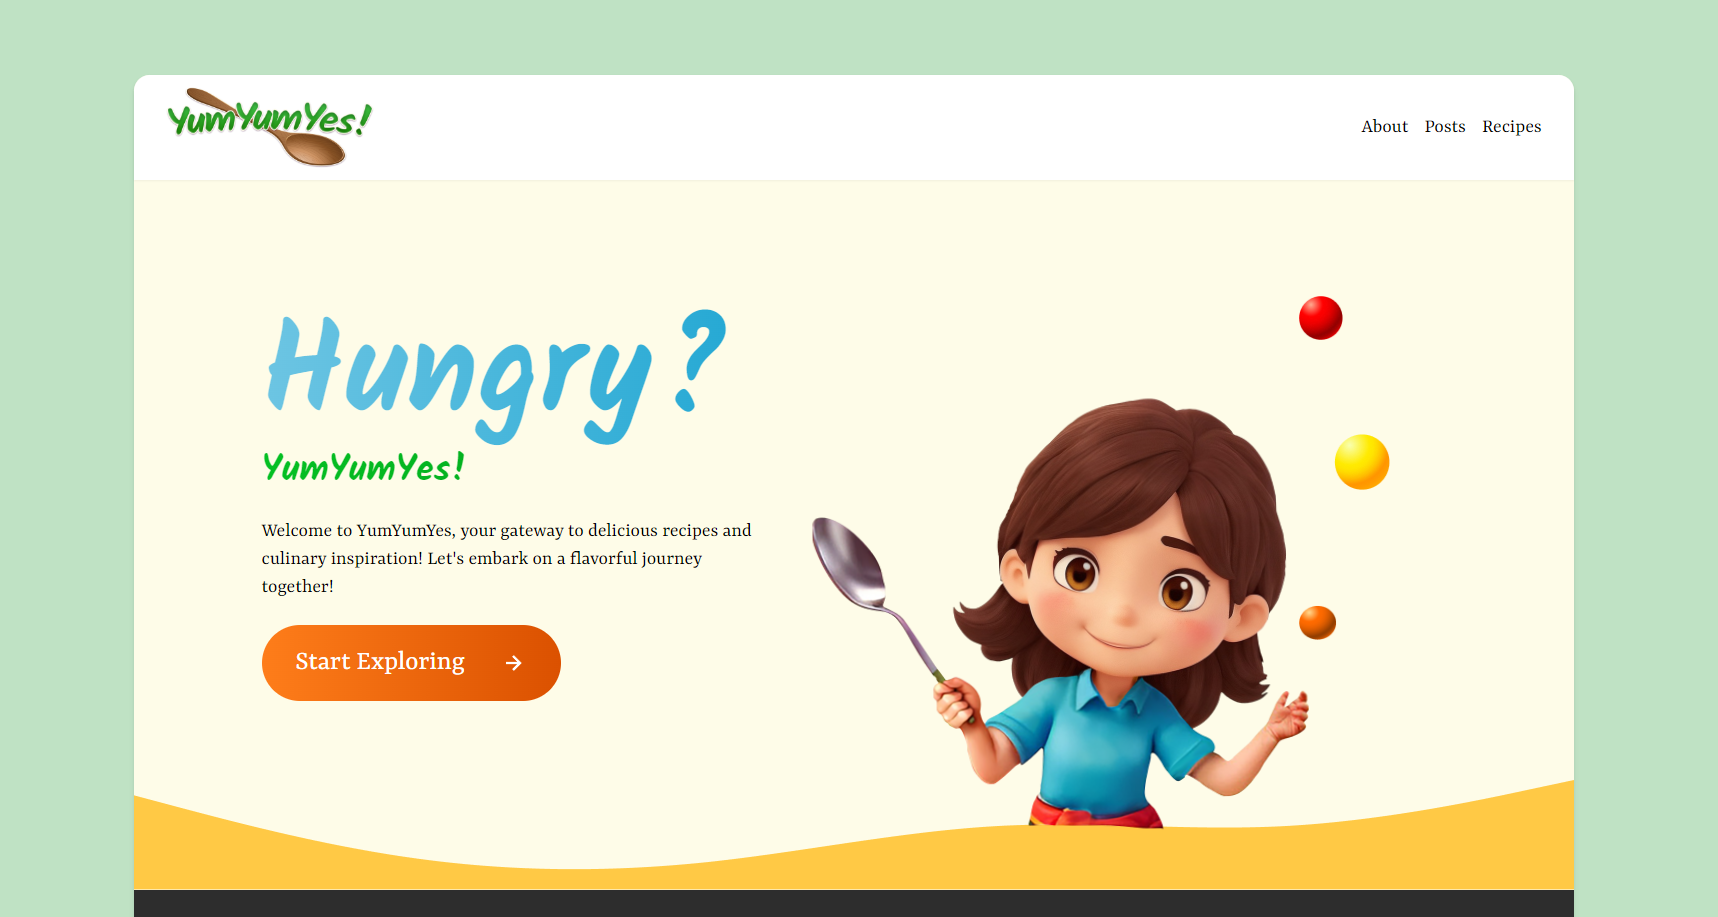 YumYumYes!
About Posts Recipes
Hungry?
YumYumYes!
Welcome to YumYumYes, your gateway to delicious recipes and
culinary inspiration! Let's embark on a flavorful journey
together!
Start Exploring →